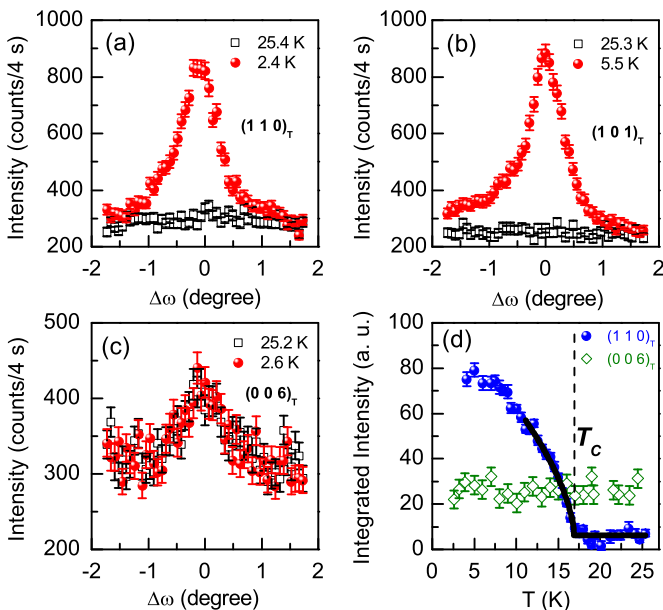 (a)
25.4 K
2.4 K
(1 1 0)T
Intensity (counts/4 s)
1000
800
600
400
200
-2 -1 0 1 2
Δω (degree)
(b)
25.3 K
5.5 K
(1 0 1)T
Intensity (counts/4 s)
1000
800
600
400
200
-2 -1 0 1 2
Δω (degree)
(c)
25.2 K
2.6 K
(0 0 6)T
Intensity (counts/4 s)
500
400
300
200
-2 -1 0 1 2
Δω (degree)
(d)
(1 1 0)T
(0 0 6)T
TC
Integrated Intensity (a. u.)
100
80
60
40
20
0
0 5 10 15 20 25
T (K)